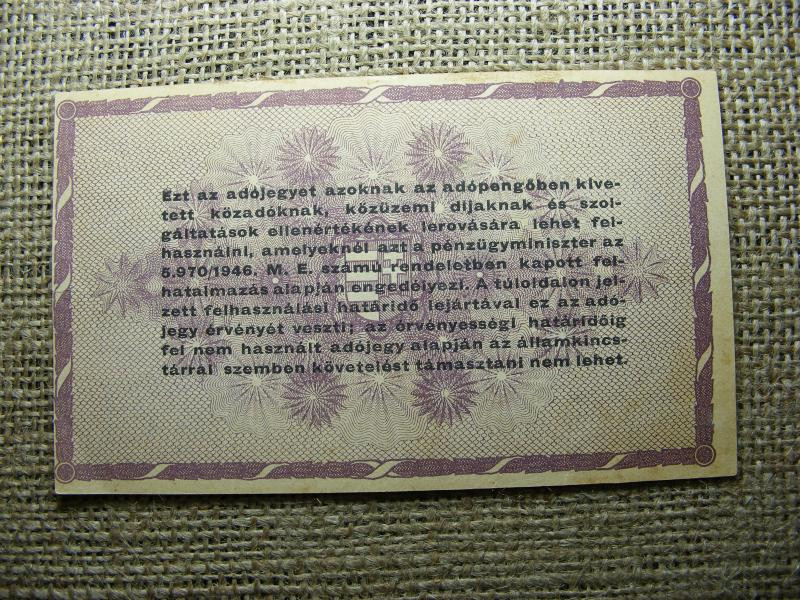 Ezt az adójegyet azoknak az adópengőben kive-
tett közadóknak, közüzemi díjaknak és szol-
gáltatások ellenértékének lerovására lehet fel-
használni, amelyeknél azt a pénzügyminiszter az
5.970/1946. M. E. számú rendeletben kapott fel-
hatalmazás alapján engedélyezi. A túloldalon jel-
zett felhasználási határidő lejártával ez az adó-
jegy érvényét veszti; az érvényességi határidőig
fel nem használt adójegy alapján az államkincs-
tárral szemben követelést támasztani nem lehet.